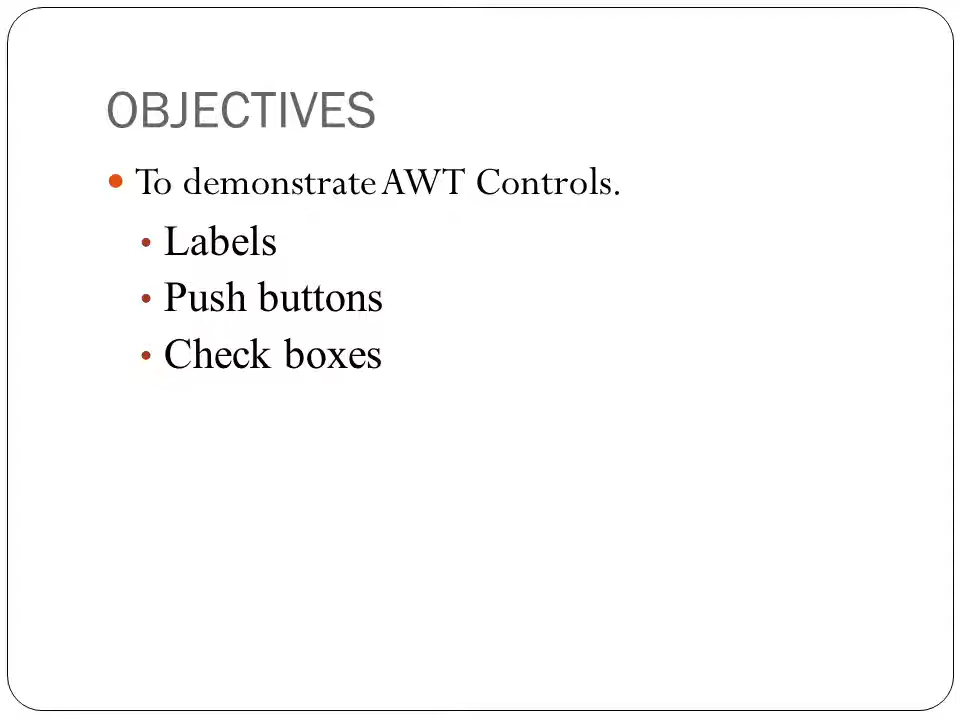 OBJECTIVES
• To demonstrate AWT Controls.
• Labels
• Push buttons
• Check boxes